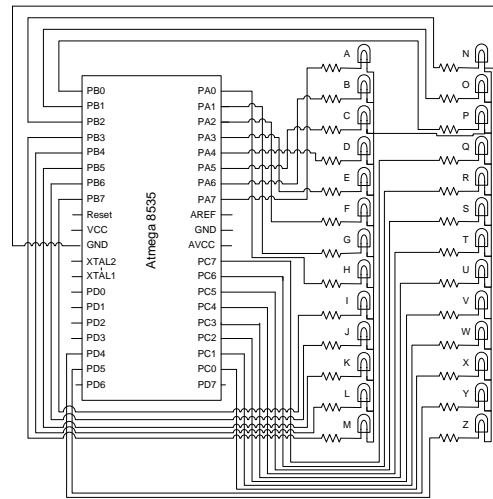 A
N
B
O
C
P
D
Q
E
R
F
S
G
T
H
U
I
V
J
W
K
X
L
Y
M
Z
Atmega 8535
PB0
PB1
PB2
PB3
PB4
PB5
PB6
PB7
Reset
VCC
GND
XTAL2
XTAL1
PD0
PD1
PD2
PD3
PD4
PD5
PD6
PA0
PA1
PA2
PA3
PA4
PA5
PA6
PA7
AREF
GND
AVCC
PC7
PC6
PC5
PC4
PC3
PC2
PC1
PC0
PD7